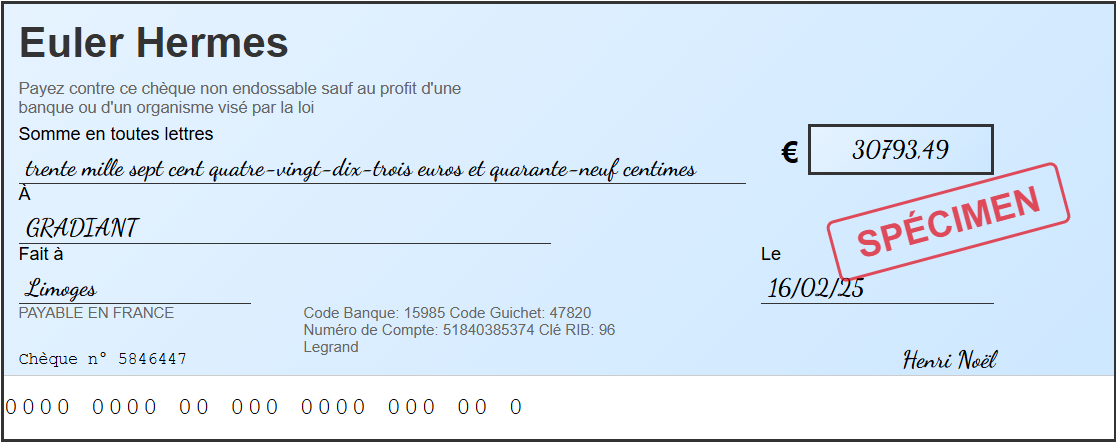 Euler Hermes
Payez contre ce chèque non endossable sauf au profit d'une
banque ou d'un organisme visé par la loi
Somme en toutes lettres
trente mille sept cent quatre-vingt-dix-trois euros et quarante-neuf centimes
€ 30793.49
À
GRADIANT
SPÉCIMEN
Fait à
Le
Limoges
16/02/25
PAYABLE EN FRANCE
Code Banque: 15985 Code Guichet: 47820
Numéro de Compte: 51840385374 Clé RIB: 96
Legrand
Chèque n° 5846447
Henri Noël
0000 0000 00 000 0000 000 00 0